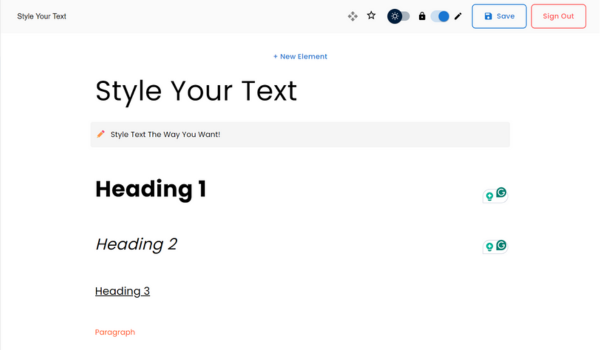 Style Your Text
Save
Sign Out
+ New Element
Style Your Text
Style Text The Way You Want!
Heading 1
Heading 2
Heading 3
Paragraph